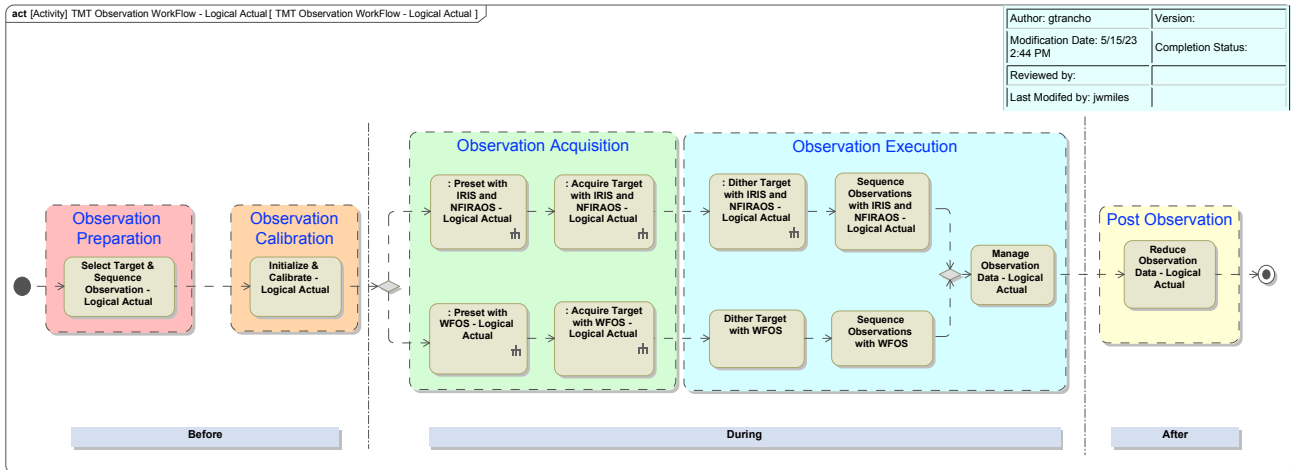 act [Activity] TMT Observation WorkFlow - Logical Actual[ TMT Observation WorkFlow - Logical Actual ]
Author: gtrancho
Version:
Modification Date: 5/15/23
2:44 PM
Completion Status:
Reviewed by:
Last Modifed by: jwmiles
Observation
Preparation
Select Target &
Sequence
Observation -
Logical Actual
Observation
Calibration
Initialize &
Calibrate -
Logical Actual
Observation Acquisition
: Preset with
IRIS and
NFIRAOS -
Logical Actual
: Acquire Target
with IRIS and
NFIRAOS
- Logical Actual
: Preset with
WFOS - Logical
Actual
: Acquire Target
with WFOS -
Logical Actual
Observation Execution
: Dither Target
with IRIS and
NFIRAOS -
Logical Actual
Sequence
Observations
with IRIS and
NFIRAOS -
Logical Actual
Dither Target
with WFOS
Sequence
Observations
with WFOS
Manage
Observation
Data - Logical
Actual
Post Observation
Reduce
Observation
Data - Logical
Actual
Before
During
After